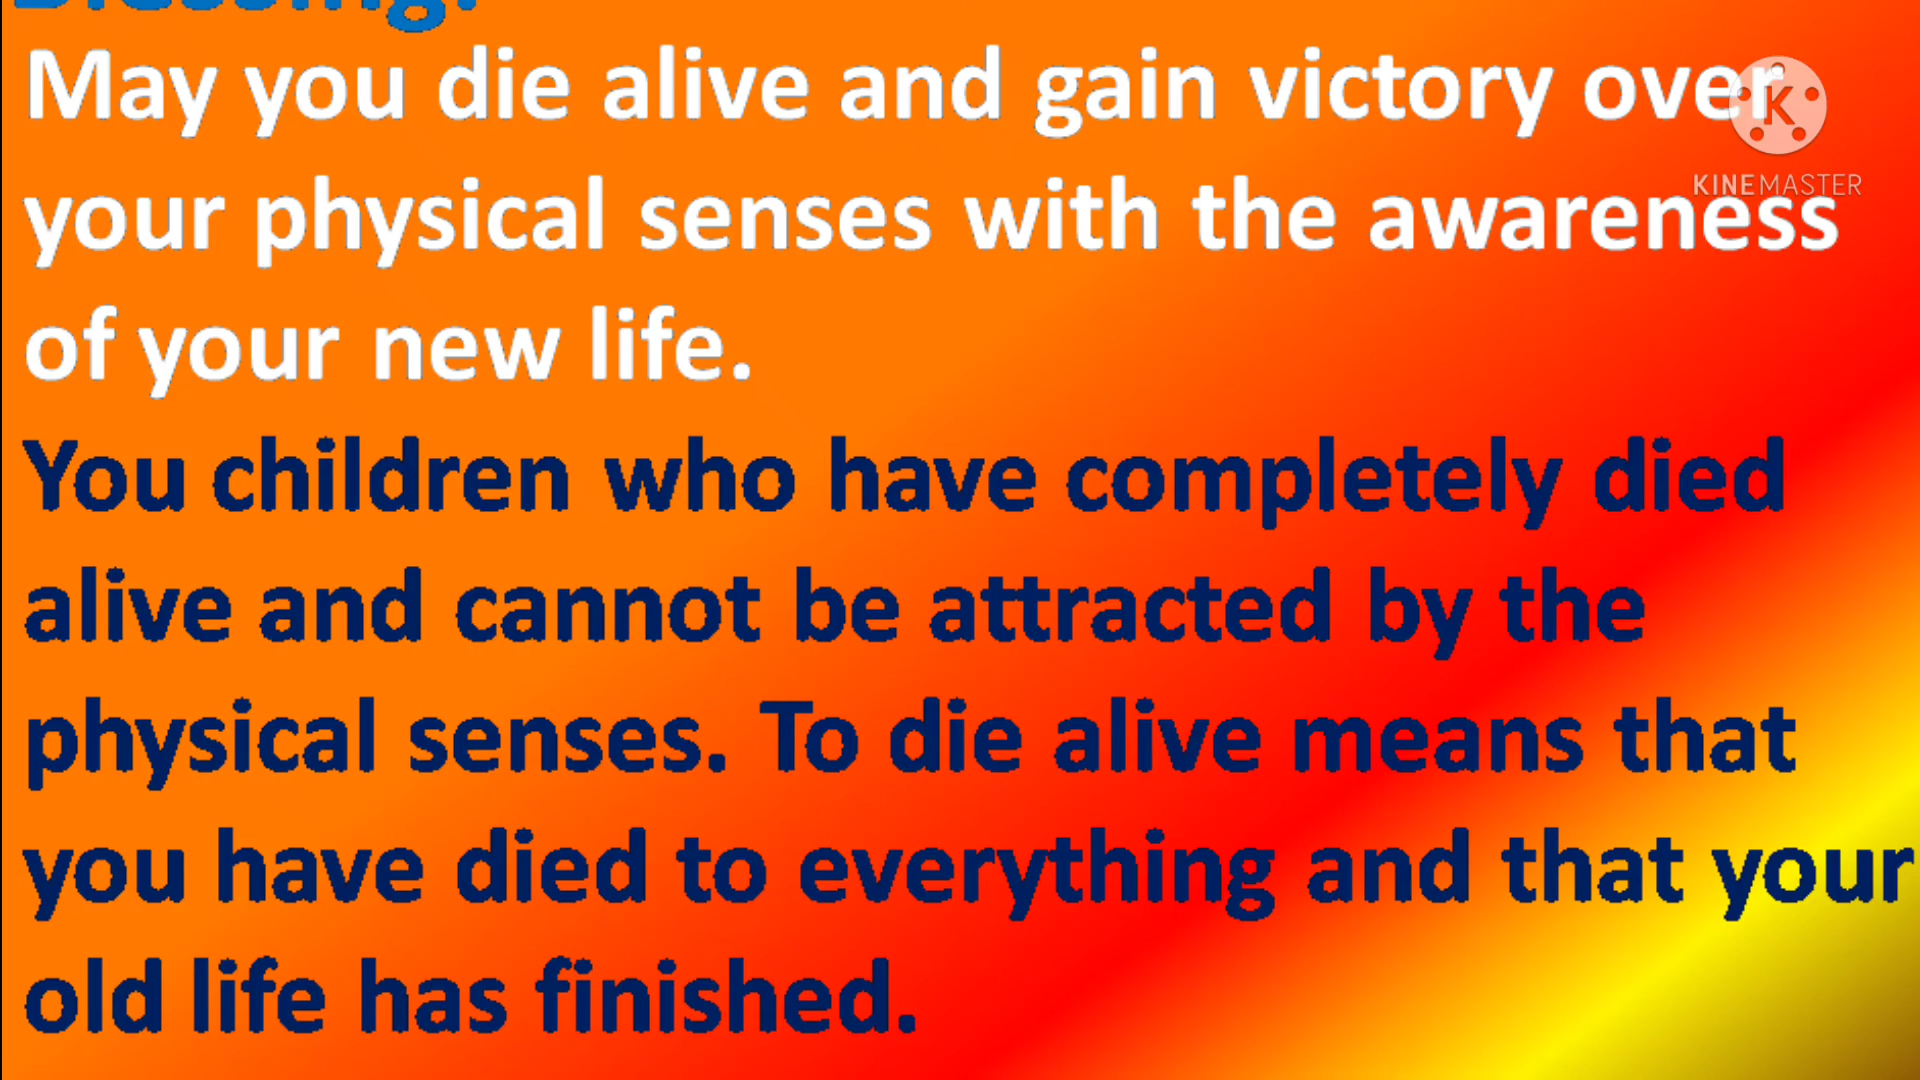 Blessing:
May you die alive and gain victory over
your physical senses with the awareness
of your new life.
You children who have completely died
alive and cannot be attracted by the
physical senses. To die alive means that
you have died to everything and that your
old life has finished.
K
KINEMASTER